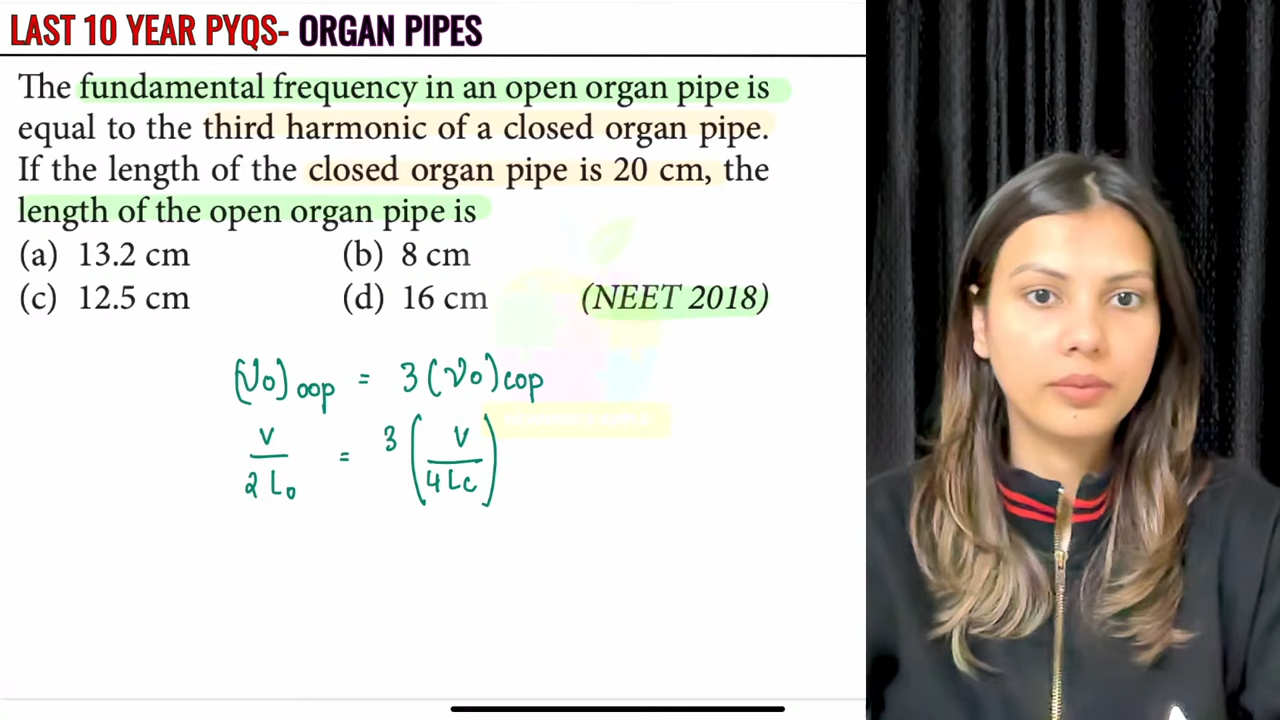 LAST 10 YEAR PYQS- ORGAN PIPES
The fundamental frequency in an open organ pipe is
equal to the third harmonic of a closed organ pipe.
If the length of the closed organ pipe is 20 cm, the
length of the open organ pipe is
(a) 13.2 cm (b) 8 cm
(c) 12.5 cm (d) 16 cm (NEET 2018)
(ν0)oop = 3(ν0)cop
v/2L0 = 3(v/4Lc)